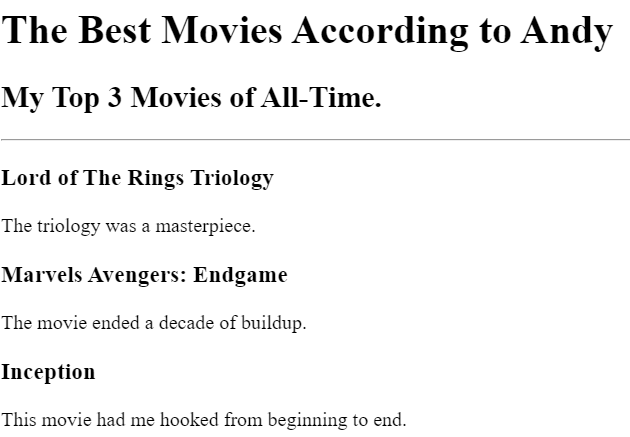 The Best Movies According to Andy
My Top 3 Movies of All-Time.
Lord of The Rings Triology
The triology was a masterpiece.
Marvels Avengers: Endgame
The movie ended a decade of buildup.
Inception
This movie had me hooked from beginning to end.